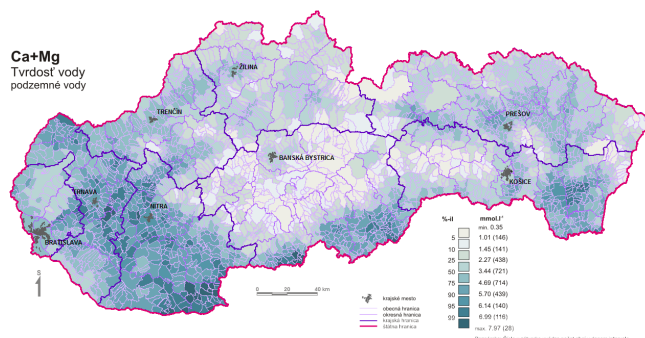 Ca+Mg
Tvrdosť vody
podzemné vody
ŽILINA
TRENČÍN
PREŠOV
BANSKÁ BYSTRICA
KOŠICE
TRNAVA
NITRA
BRATISLAVA
S
0 20 40 km
krajské mesto
obecná hranica
okresná hranica
krajská hranica
štátna hranica
%-il mmol.l⁻¹
min. 0.35
5 1.01 (146)
10 1.45 (141)
25 2.27 (438)
50 3.44 (721)
75 4.69 (714)
90 5.70 (439)
95 6.14 (140)
99 6.99 (116)
max. 7.97 (28)